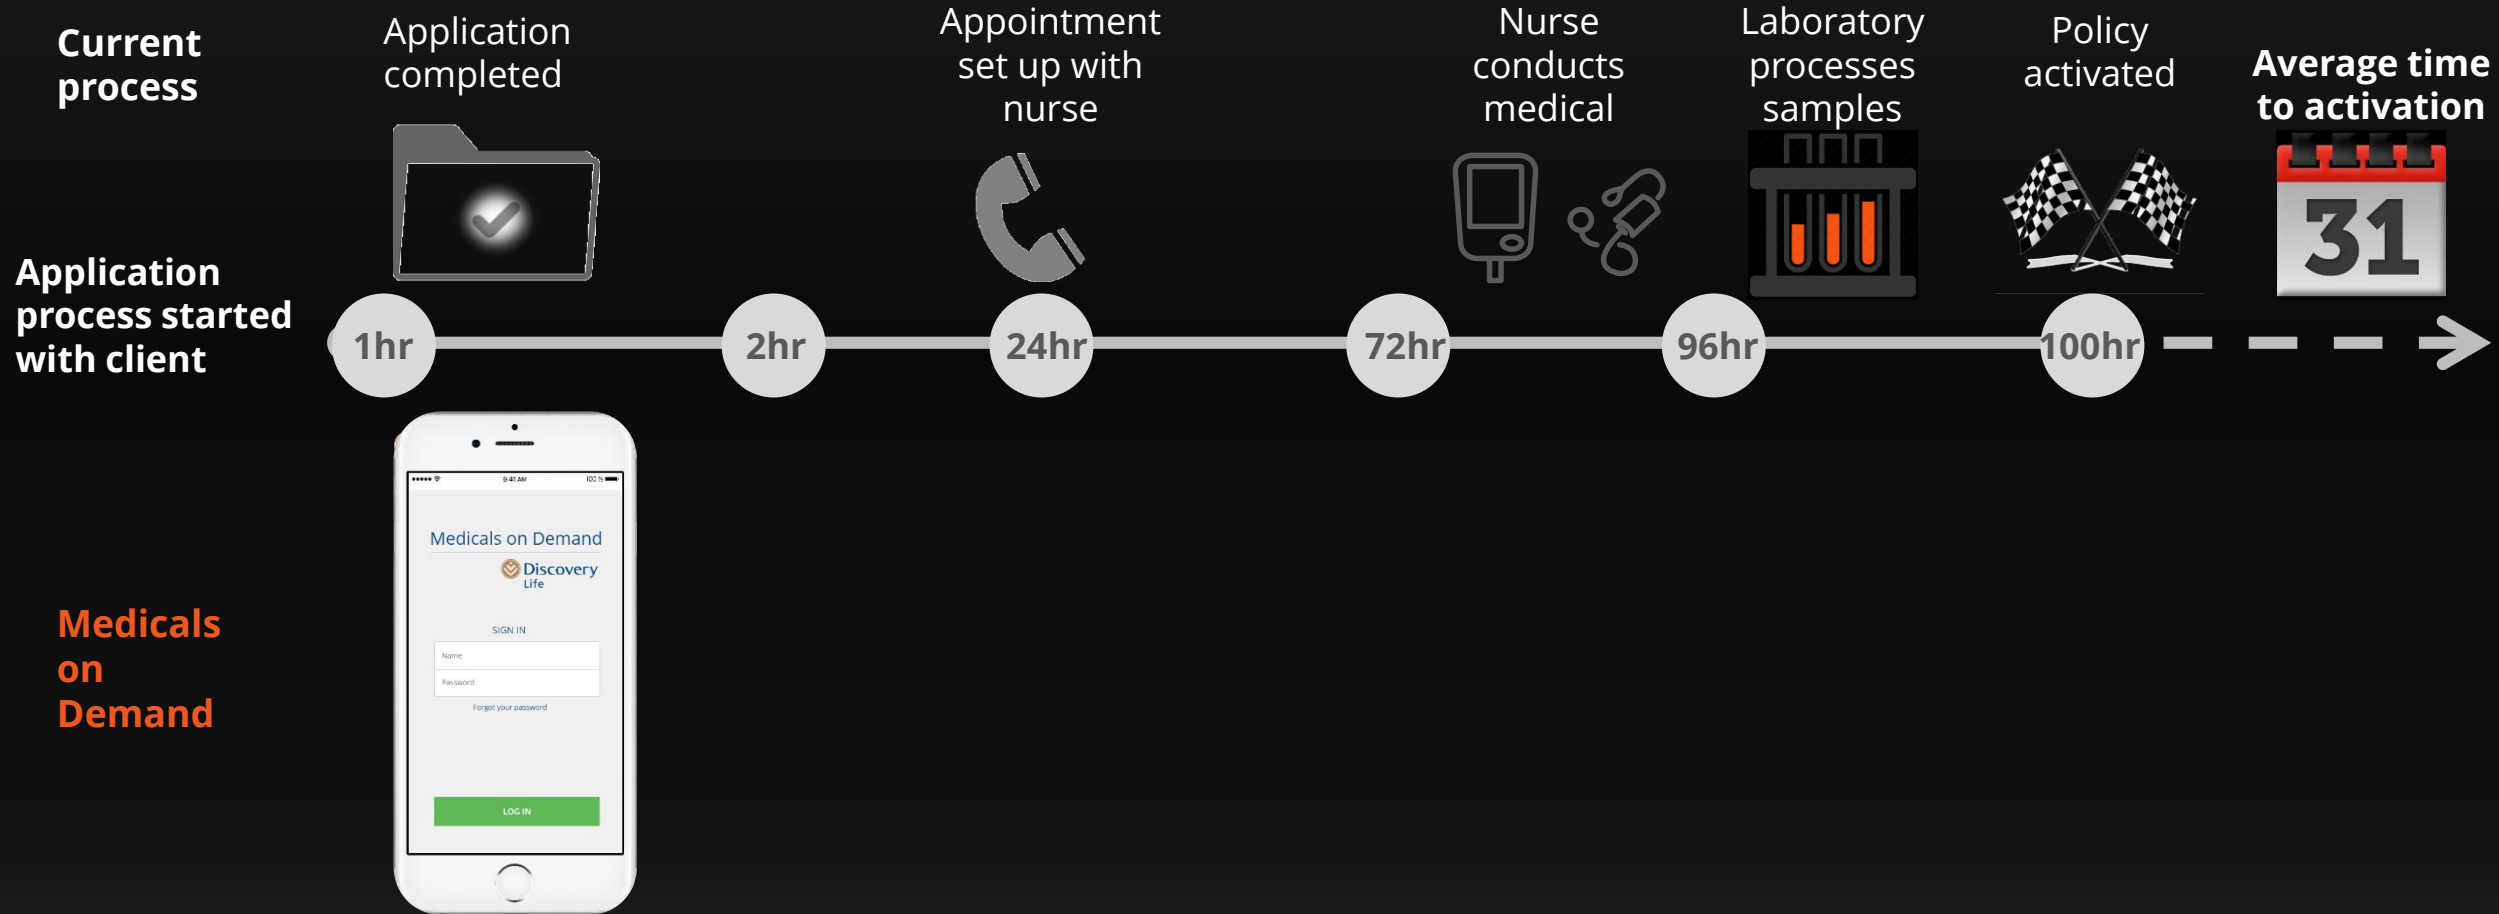 Current
process
Application
completed
Appointment
set up with
nurse
Nurse
conducts
medical
Laboratory
processes
samples
Policy
activated
Average time
to activation
31
Application
process started
with client
1hr
2hr
24hr
72hr
96hr
100hr
9:41 AM
100 %
Medicals on Demand
Discovery
Life
SIGN IN
Name
Password
Forgot your password
LOG IN
Medicals
on
Demand